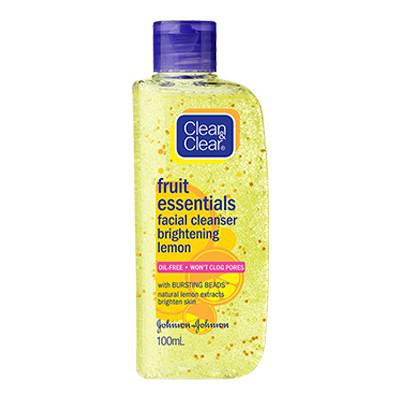 Clean &
Clear®
fruit
essentials
facial cleanser
brightening
lemon
OIL-FREE • WON'T CLOG PORES
with BURSTING BEADS™
natural lemon extracts
brighten skin
Johnson & Johnson
100mL